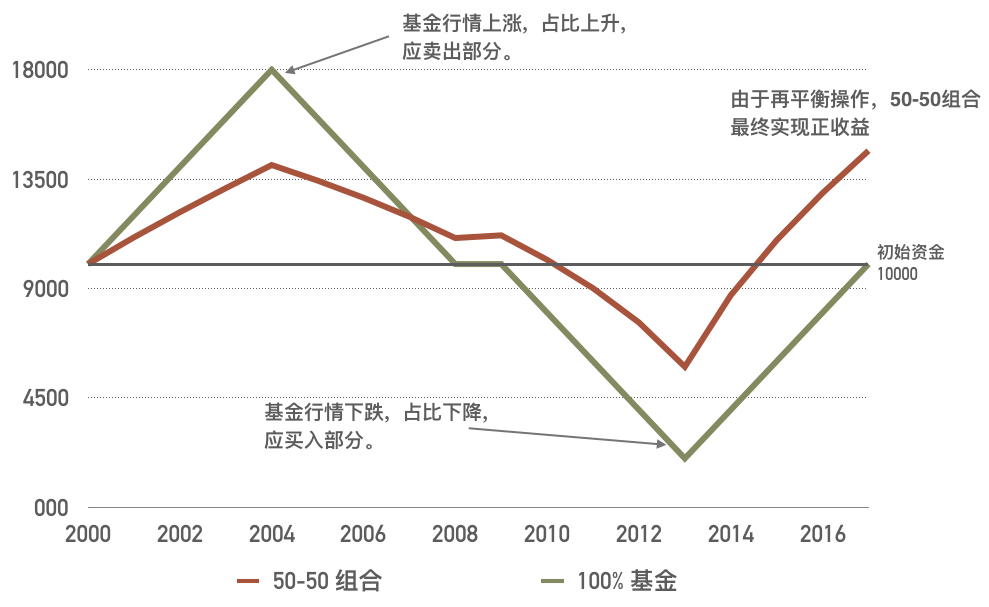 基金行情上涨，占比上升，
应卖出部分。
18000
由于再平衡操作，50-50组合
最终实现正收益
13500
初始资金
10000
9000
4500
基金行情下跌，占比下降，
应买入部分。
000
2000 2002 2004 2006 2008 2010 2012 2014 2016
50-50 组合 100% 基金